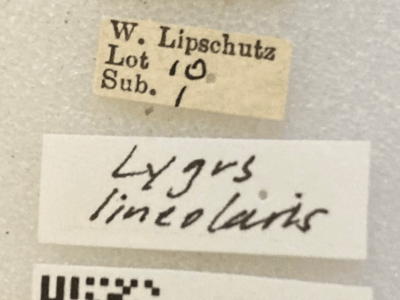 W. Lipschutz
Lot 10
Sub. 1
Lygus
lineolaris